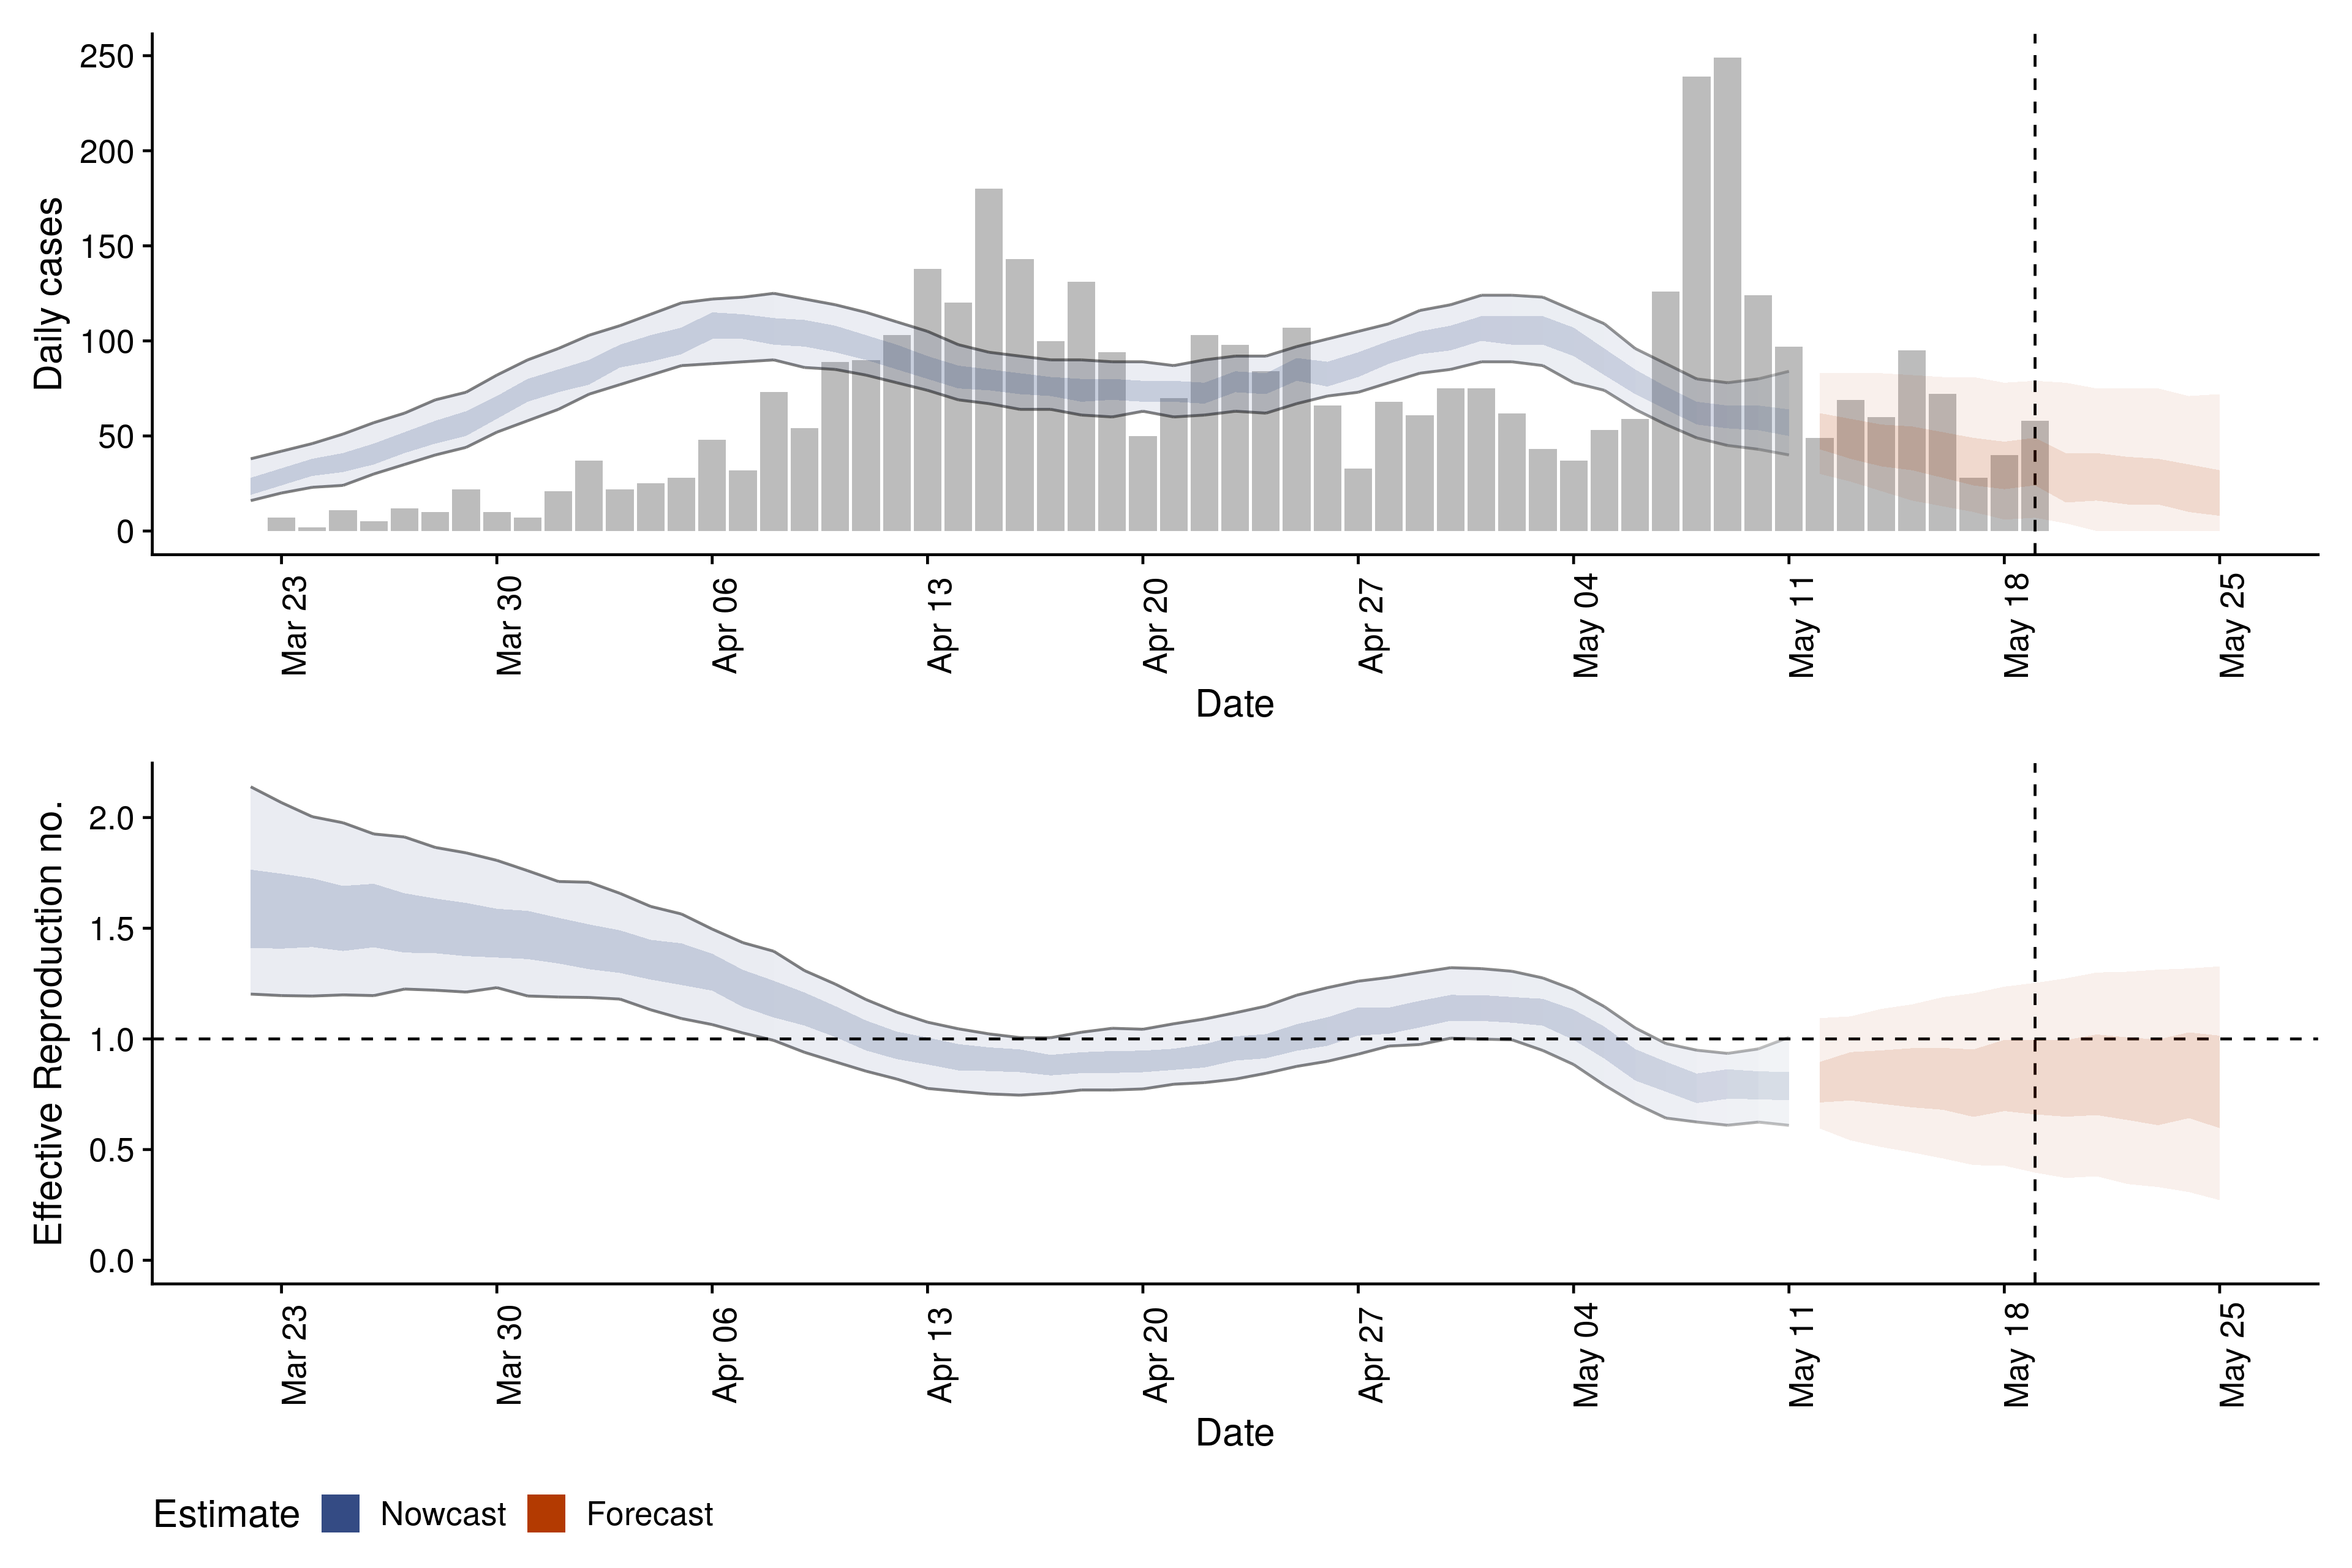 Daily cases
250
200
150
100
50
0
Mar 23
Mar 30
Apr 06
Apr 13
Apr 20
Apr 27
May 04
May 11
May 18
May 25
Date
Effective Reproduction no.
2.0
1.5
1.0
0.5
0.0
Mar 23
Mar 30
Apr 06
Apr 13
Apr 20
Apr 27
May 04
May 11
May 18
May 25
Date
Estimate Nowcast Forecast